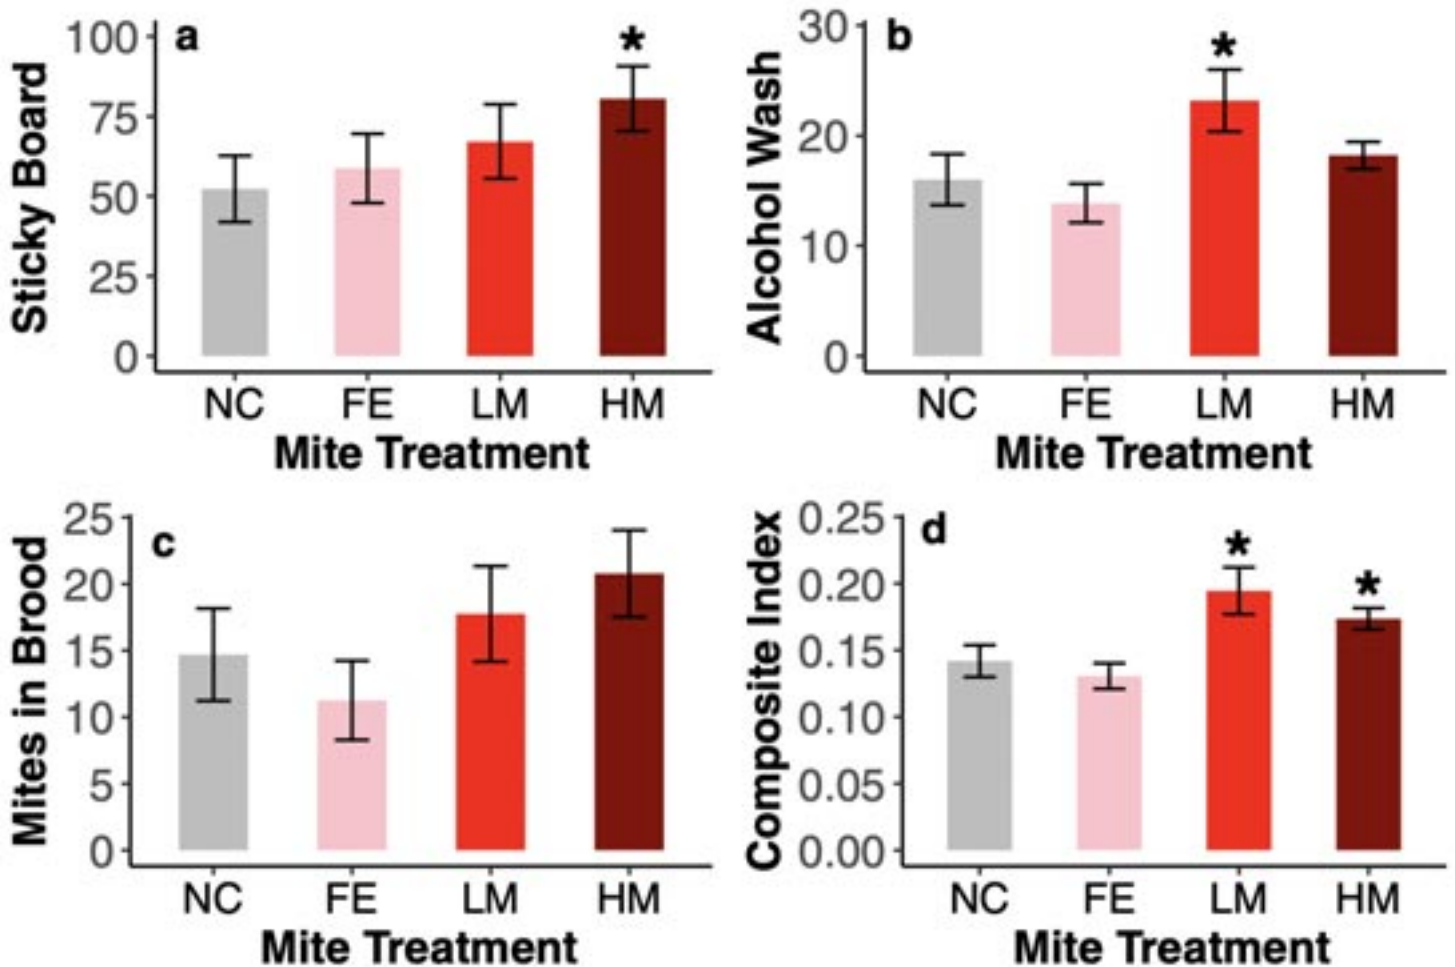 a
Sticky Board
100
75
50
25
0
*
NC FE LM HM
Mite Treatment
b
Alcohol Wash
30
20
10
0
*
NC FE LM HM
Mite Treatment
c
Mites in Brood
25
20
15
10
5
0
NC FE LM HM
Mite Treatment
d
Composite Index
0.25
0.20
0.15
0.10
0.05
0.00
*
*
NC FE LM HM
Mite Treatment